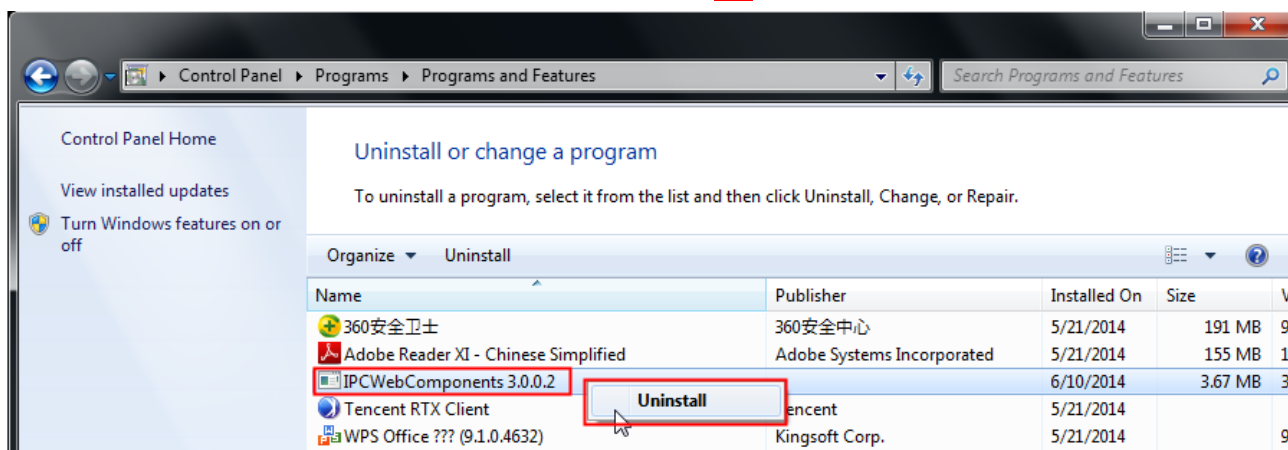 Control Panel Programs Programs and Features Search Programs and Features
Control Panel Home
View installed updates
Turn Windows features on or
off
Uninstall or change a program
To uninstall a program, select it from the list and then click Uninstall, Change, or Repair.
Organize Uninstall
Name Publisher Installed On Size
360安全卫士 360安全中心 5/21/2014 191 MB 9
Adobe Reader XI - Chinese Simplified Adobe Systems Incorporated 5/21/2014 155 MB 1
IPCWebComponents 3.0.0.2 6/10/2014 3.67 MB 3
Uninstall
Tencent RTX Client encent 5/21/2014
WPS Office ??? (9.1.0.4632) Kingsoft Corp. 5/21/2014 9